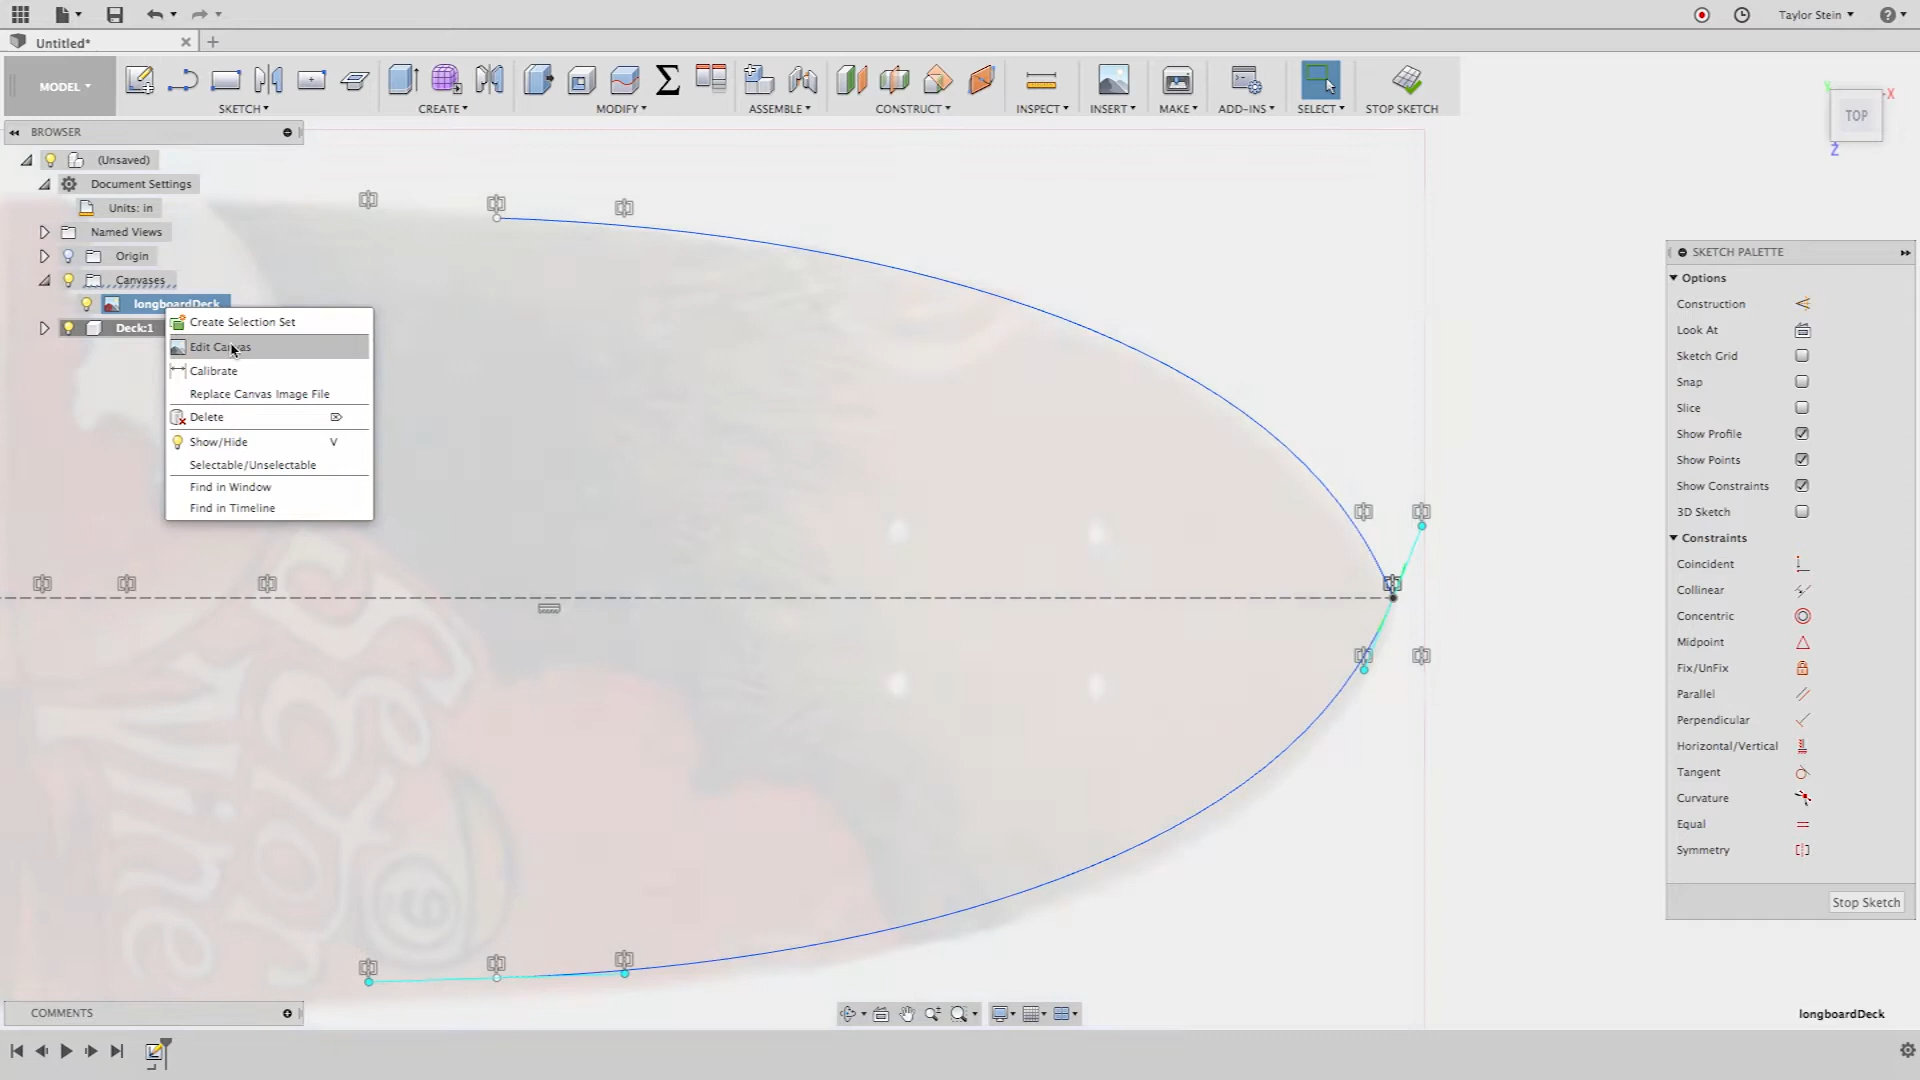 Taylor Stein
Untitled*
MODEL
SKETCH
CREATE
MODIFY
ASSEMBLE
CONSTRUCT
INSPECT
INSERT
MAKE
ADD-INS
SELECT
STOP SKETCH
TOP
X
Y
Z
BROWSER
(Unsaved)
Document Settings
Units: in
Named Views
Origin
Canvases
longboardDeck
Deck:1
Create Selection Set
Edit Canvas
Calibrate
Replace Canvas Image File
Delete
Show/Hide V
Selectable/Unselectable
Find in Window
Find in Timeline
SKETCH PALETTE
Options
Construction
Look At
Sketch Grid
Snap
Slice
Show Profile
Show Points
Show Constraints
3D Sketch
Constraints
Coincident
Collinear
Concentric
Midpoint
Fix/UnFix
Parallel
Perpendicular
Horizontal/Vertical
Tangent
Curvature
Equal
Symmetry
Stop Sketch
Sector
Nine
COMMENTS
longboardDeck